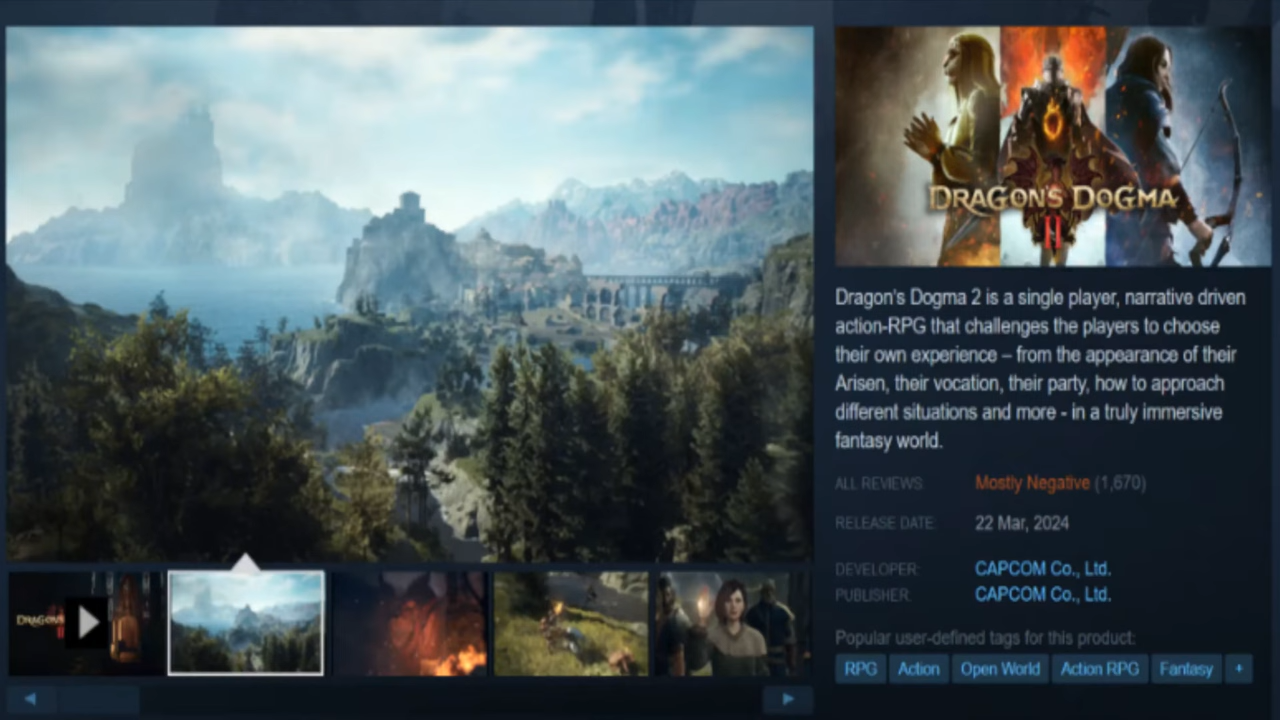 DRAGON'S DOGMA
II
Dragon's Dogma 2 is a single player, narrative driven
action-RPG that challenges the players to choose
their own experience – from the appearance of their
Arisen, their vocation, their party, how to approach
different situations and more - in a truly immersive
fantasy world.
ALL REVIEWS: Mostly Negative (1,670)
RELEASE DATE: 22 Mar, 2024
DEVELOPER: CAPCOM Co., Ltd.
PUBLISHER: CAPCOM Co., Ltd.
Popular user-defined tags for this product:
RPG Action Open World Action RPG Fantasy +